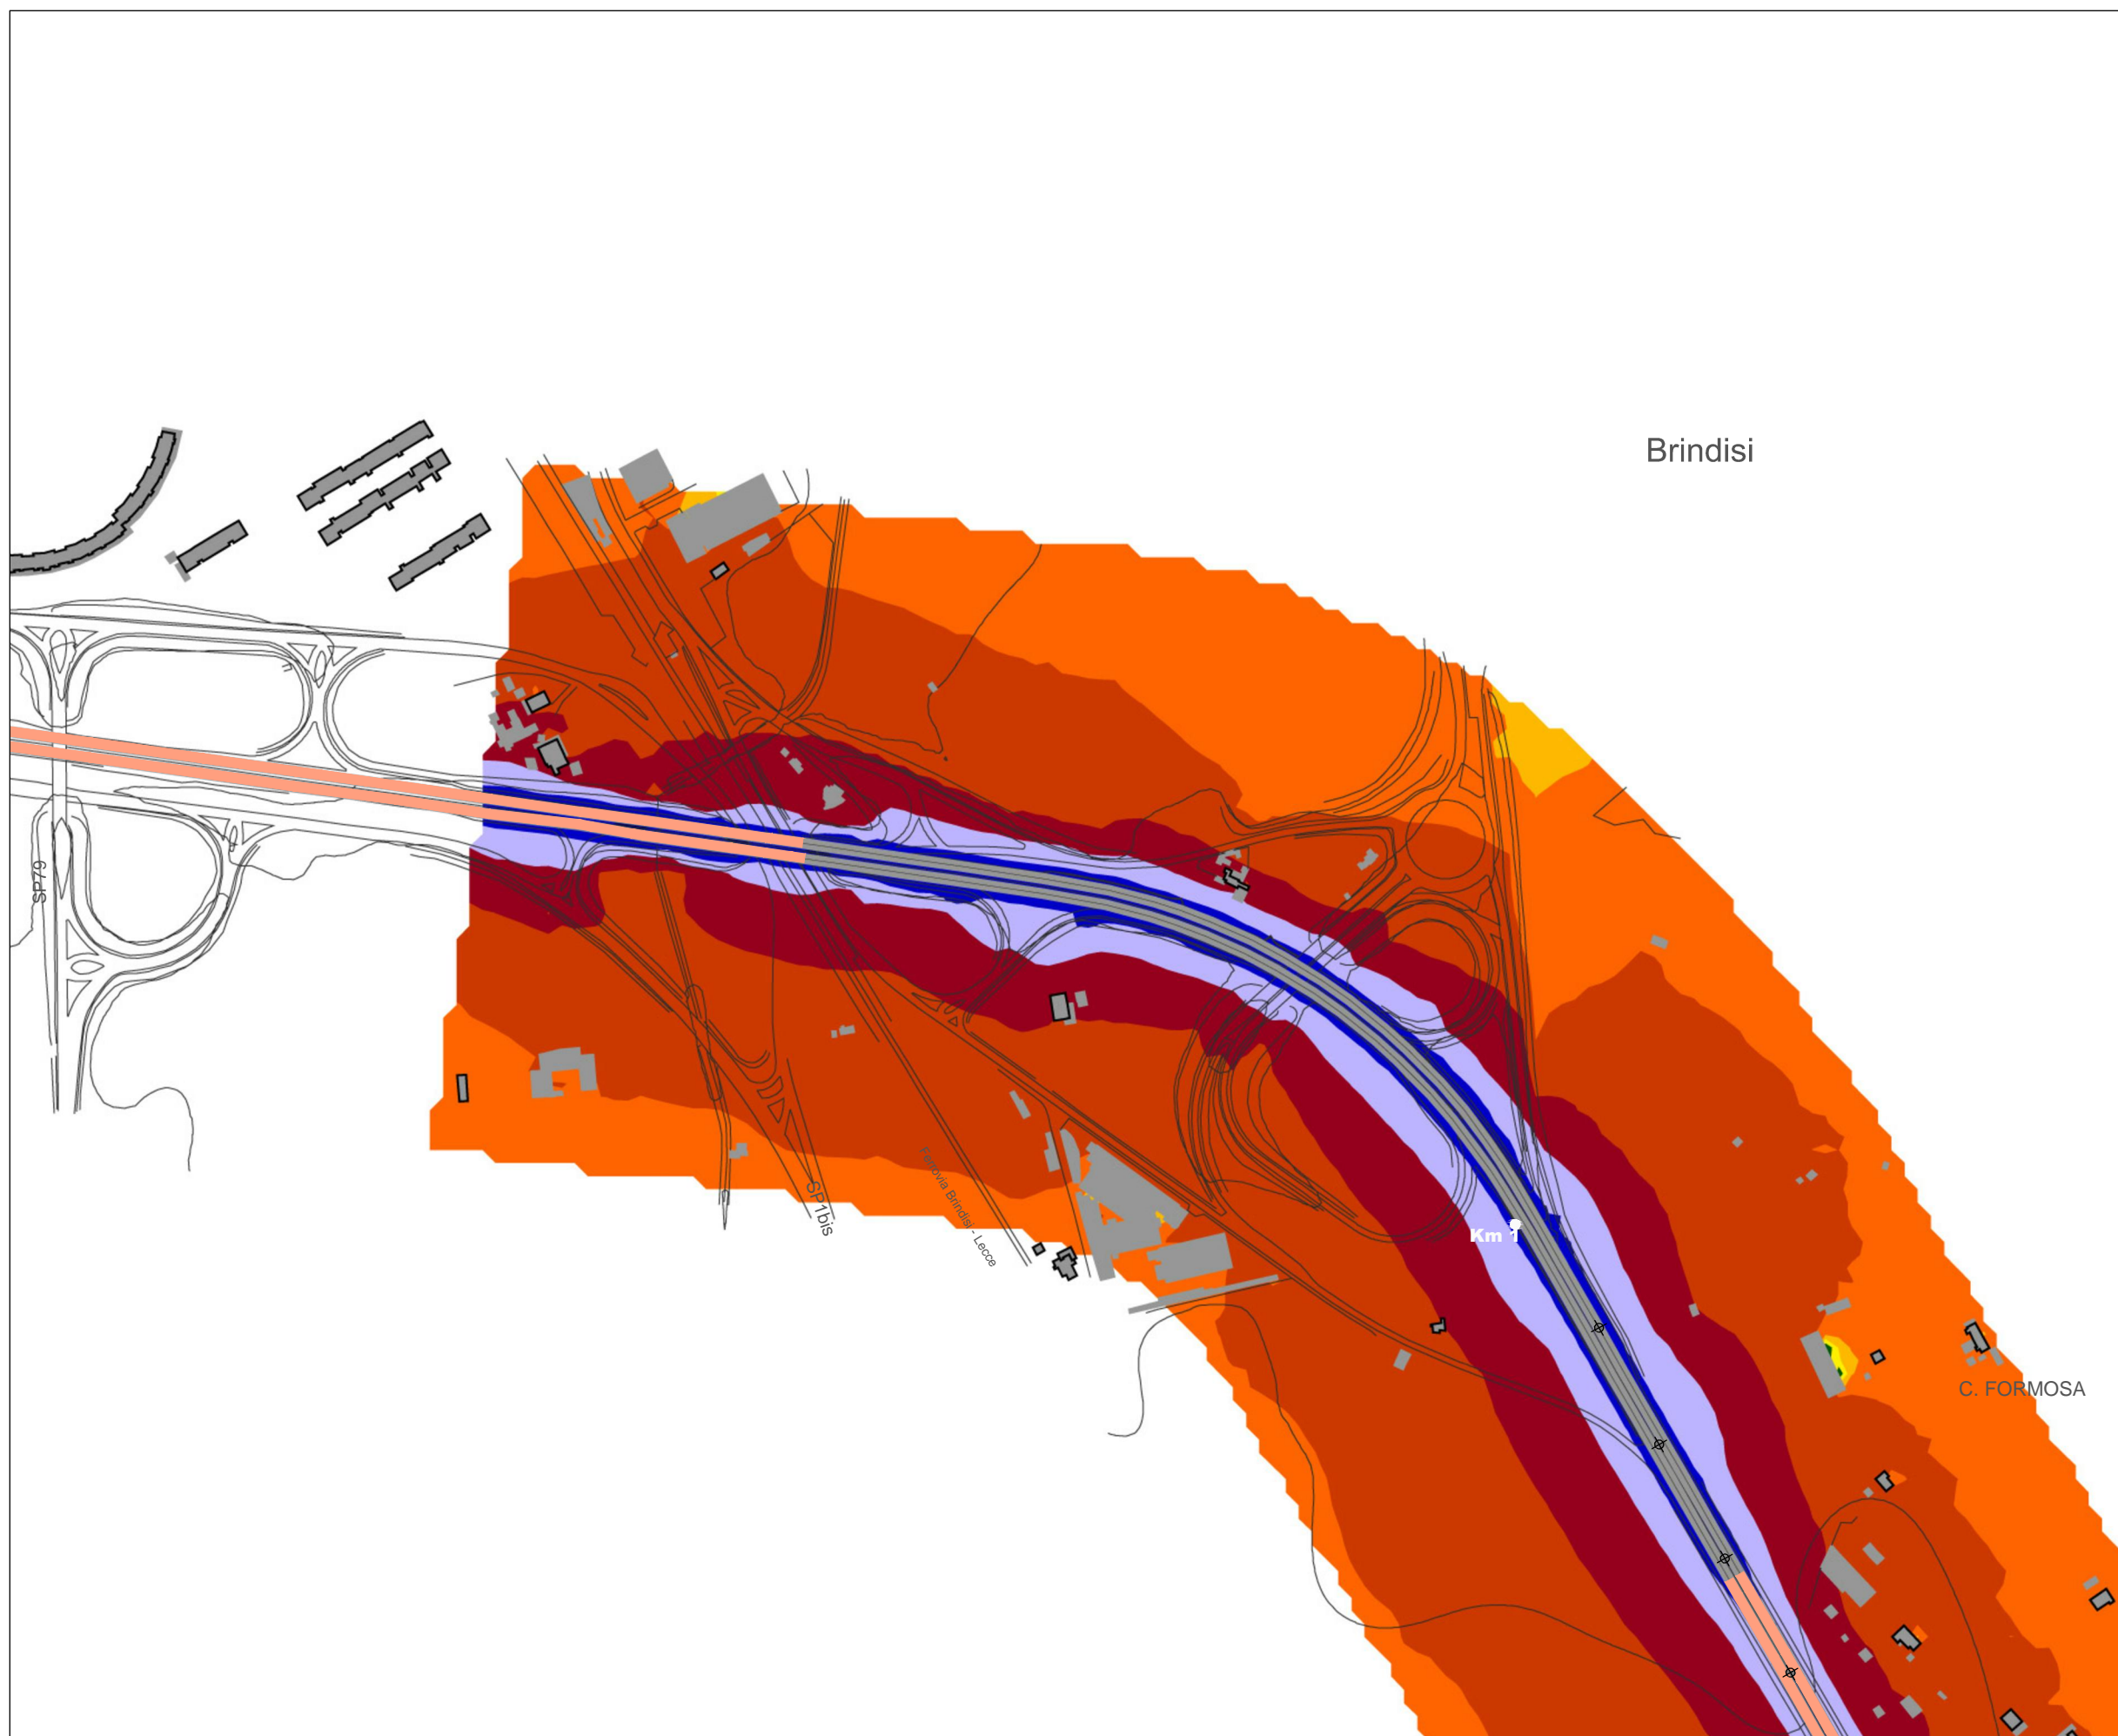 Brindisi
SP79
SP1bis
Ferrovia Brindisi - Lecce
Km 1
C. FORMOSA